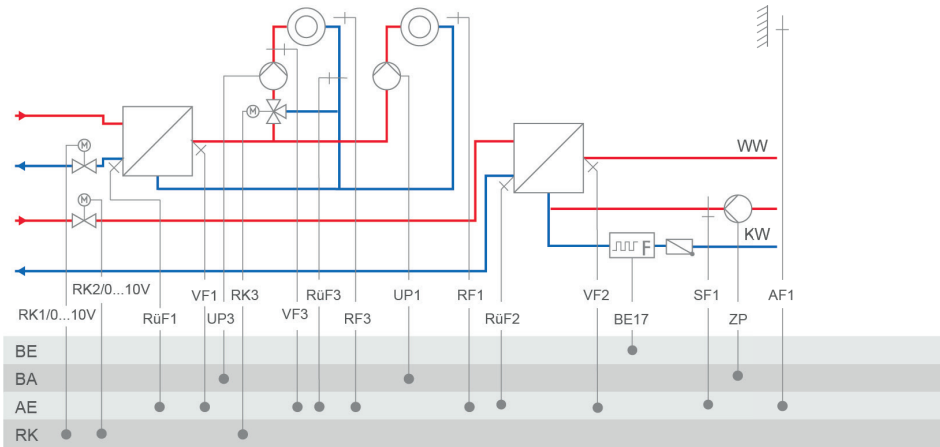 WW
M
M
M
F
KW
RK2/0...10V
VF1
RK3
RüF3
UP1
RF1
VF2
SF1
AF1
RK1/0...10V
RüF1
UP3
VF3
RF3
RüF2
BE17
ZP
BE
BA
AE
RK